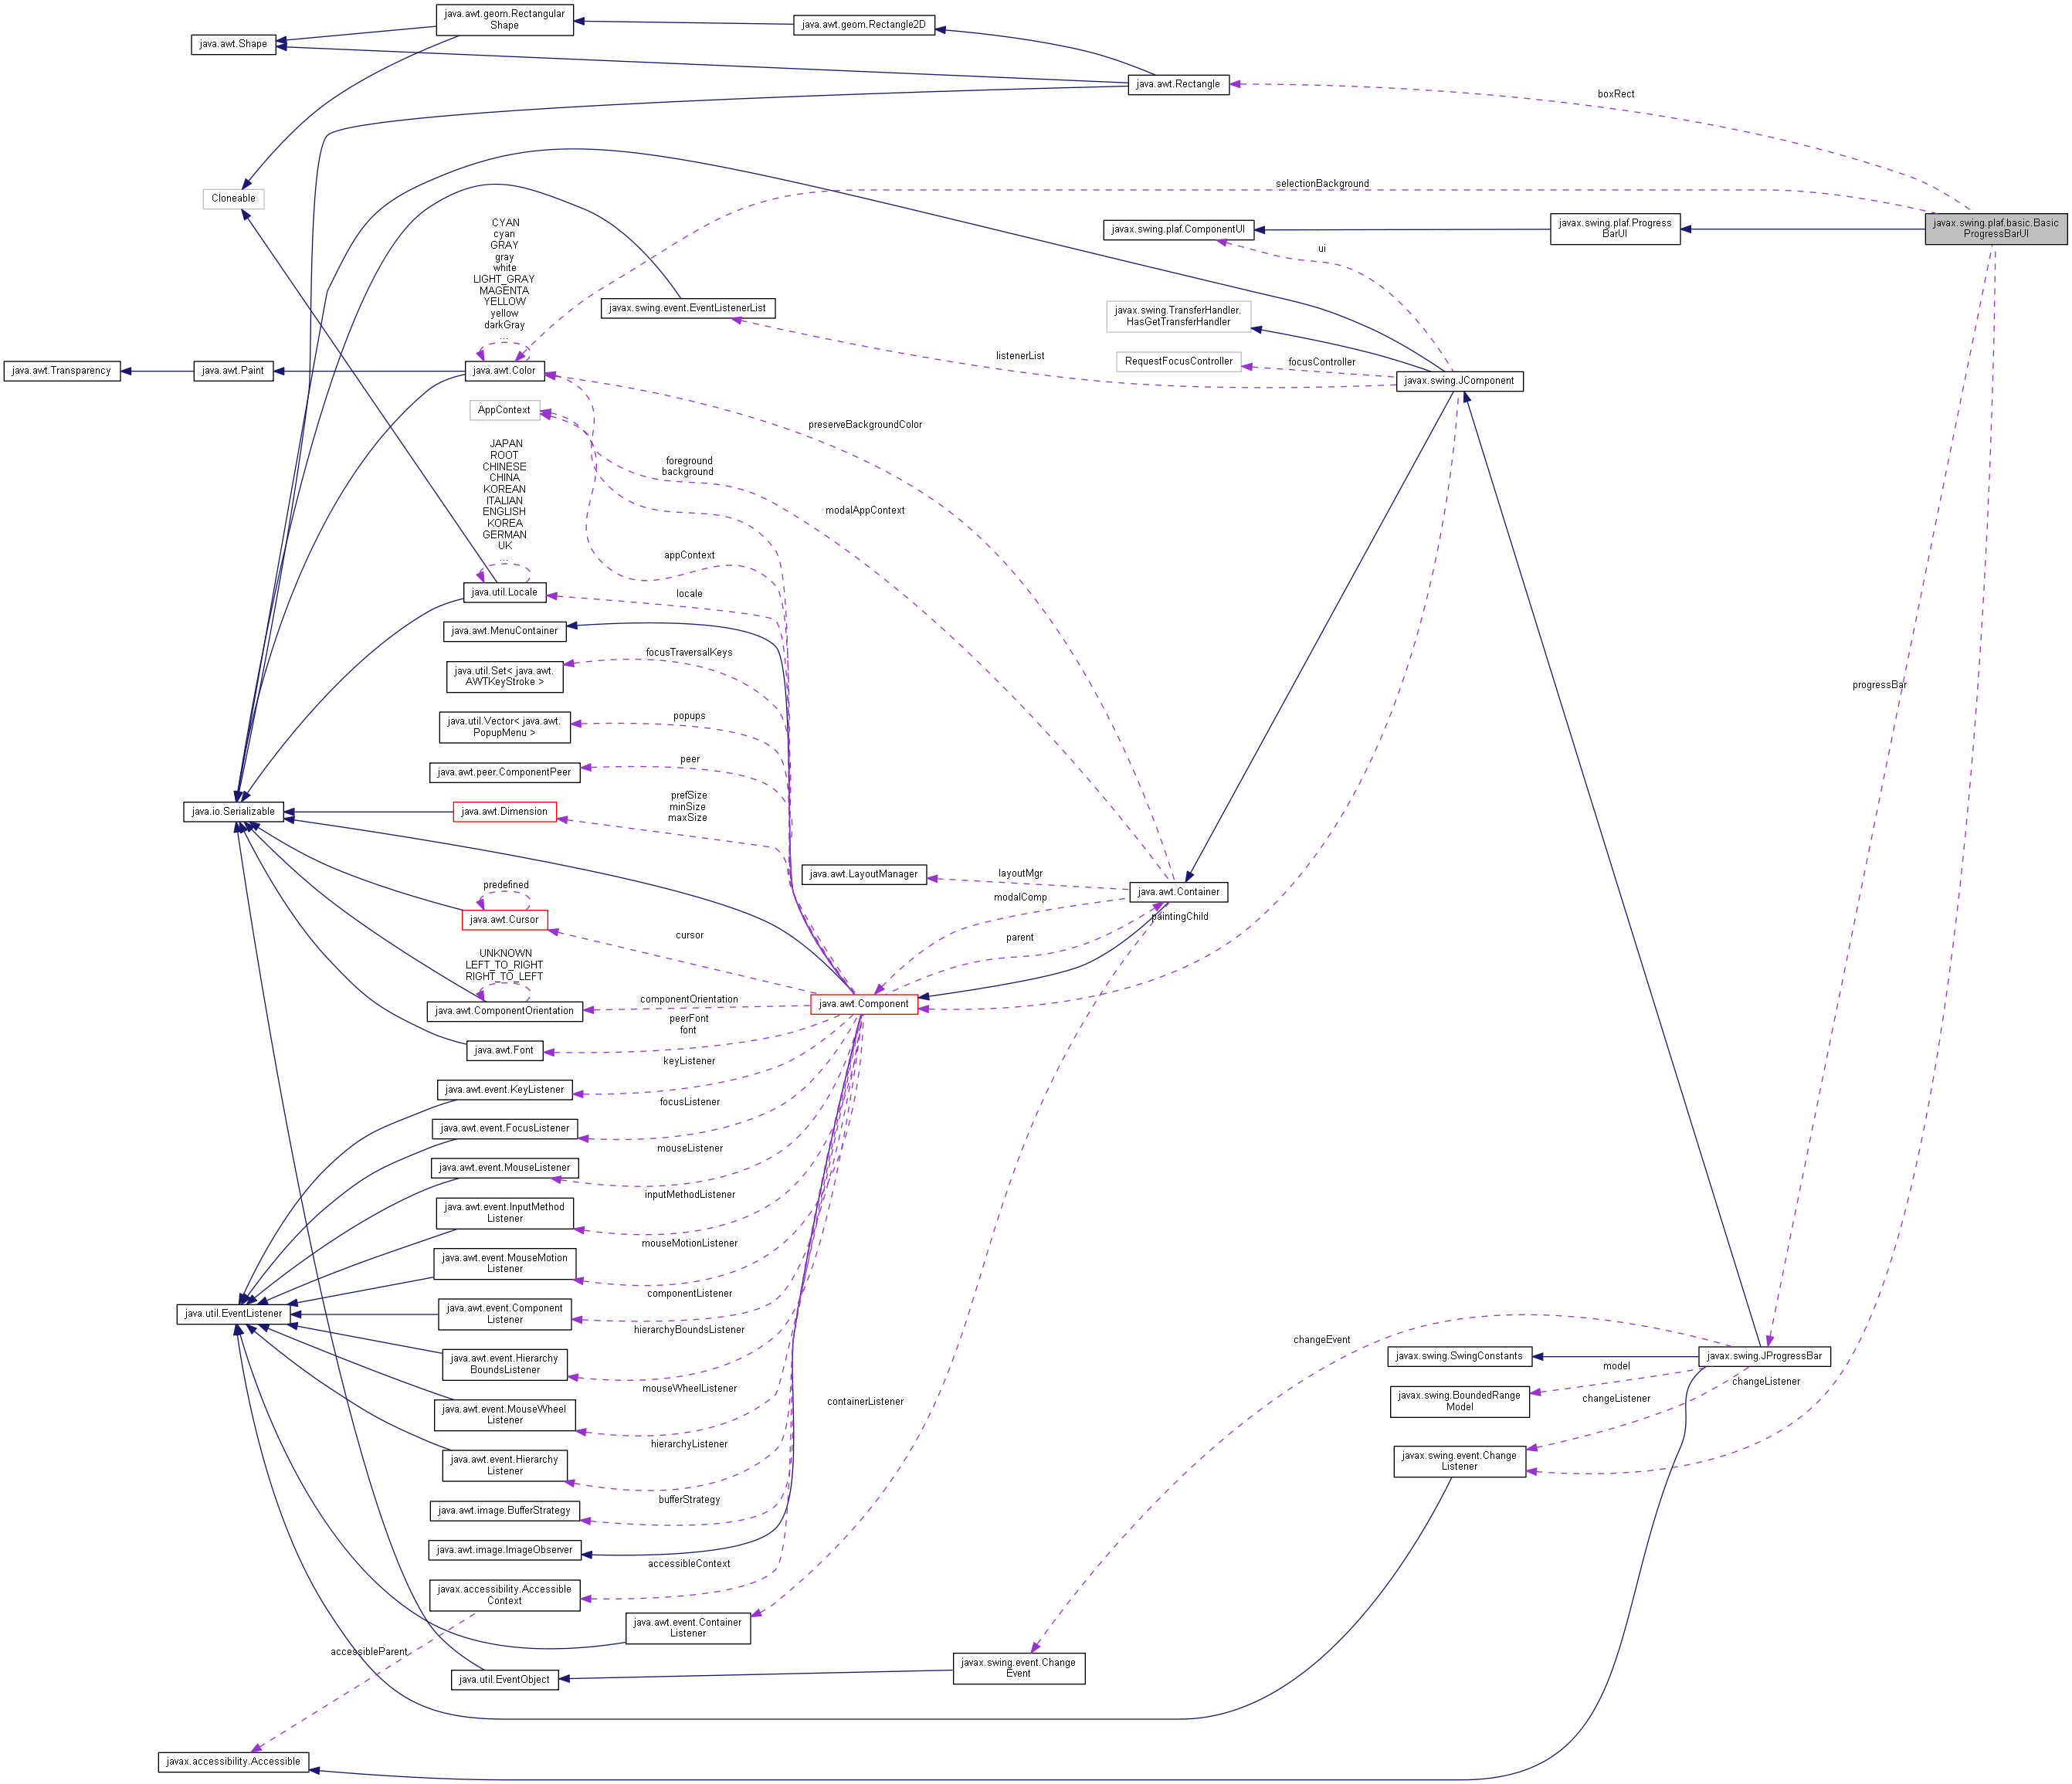 java.awt.geom.Rectangular
Shape
java.awt.geom.Rectangle2D
java.awt.Shape
java.awt.Rectangle
boxRect
Cloneable
selectionBackground
javax.swing.plaf.ComponentUI
javax.swing.plaf.Progress
BarUI
javax.swing.plaf.basic.Basic
ProgressBarUI
ui
CYAN
cyan
GRAY
gray
white
LIGHT_GRAY
MAGENTA
YELLOW
yellow
darkGray
...
javax.swing.event.EventListenerList
javax.swing.TransferHandler.
HasGetTransferHandler
listenerList
RequestFocusController
focusController
java.awt.Transparency
java.awt.Paint
java.awt.Color
javax.swing.JComponent
AppContext
preserveBackgroundColor
JAPAN
ROOT
CHINESE
CHINA
KOREAN
ITALIAN
ENGLISH
KOREA
GERMAN
UK
...
foreground
background
modalAppContext
appContext
java.util.Locale
locale
java.awt.MenuContainer
java.util.Set< java.awt.
AWTKeyStroke >
focusTraversalKeys
progressBar
java.util.Vector< java.awt.
PopupMenu >
popups
java.awt.peer.ComponentPeer
peer
java.io.Serializable
java.awt.Dimension
prefSize
minSize
maxSize
java.awt.LayoutManager
layoutMgr
java.awt.Container
predefined
java.awt.Cursor
cursor
modalComp
paintingChild
parent
UNKNOWN
LEFT_TO_RIGHT
RIGHT_TO_LEFT
java.awt.ComponentOrientation
componentOrientation
java.awt.Component
peerFont
font
java.awt.Font
keyListener
java.awt.event.KeyListener
focusListener
java.awt.event.FocusListener
mouseListener
java.awt.event.MouseListener
inputMethodListener
java.awt.event.InputMethod
Listener
mouseMotionListener
java.awt.event.MouseMotion
Listener
componentListener
java.util.EventListener
java.awt.event.Component
Listener
hierarchyBoundsListener
java.awt.event.Hierarchy
BoundsListener
mouseWheelListener
java.awt.event.MouseWheel
Listener
hierarchyListener
java.awt.event.Hierarchy
Listener
changeEvent
javax.swing.SwingConstants
javax.swing.JProgressBar
model
javax.swing.BoundedRange
Model
changeListener
changeListener
containerListener
javax.swing.event.Change
Listener
bufferStrategy
java.awt.image.BufferStrategy
java.awt.image.ImageObserver
accessibleContext
javax.accessibility.Accessible
Context
java.awt.event.Container
Listener
accessibleParent
java.util.EventObject
javax.swing.event.Change
Event
javax.accessibility.Accessible